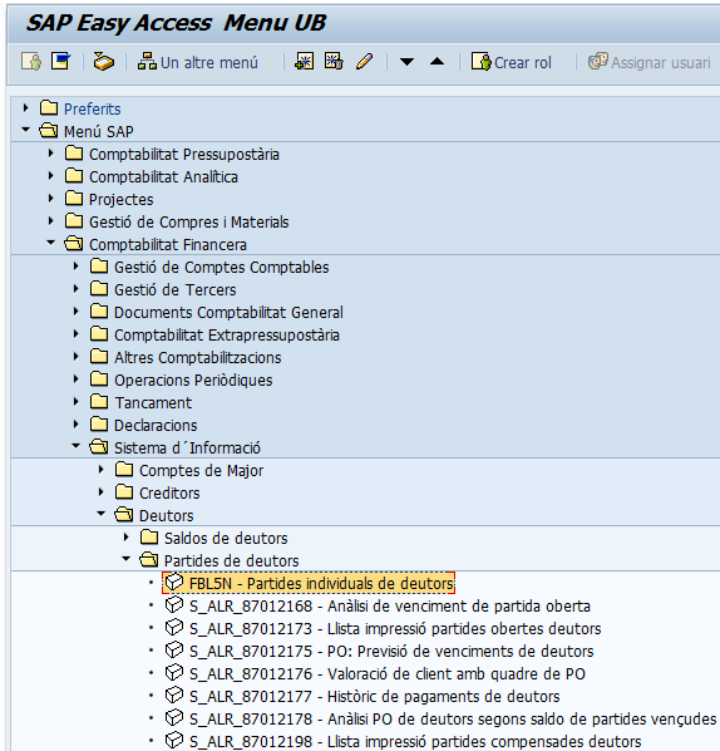 SAP Easy Access Menu UB
Un altre menú Crear rol Assignar usuari
Preferits
Menú SAP
Comptabilitat Pressupostària
Comptabilitat Analítica
Projectes
Gestió de Compres i Materials
Comptabilitat Financera
Gestió de Comptes Comptables
Gestió de Tercers
Documents Comptabilitat General
Comptabilitat Extrapressupostària
Altres Comptabilitzacions
Operacions Periòdiques
Tancament
Declaracions
Sistema d´Informació
Comptes de Major
Creditors
Deutors
Saldos de deutors
Partides de deutors
FBL5N - Partides individuals de deutors
S_ALR_87012168 - Anàlisi de venciment de partida oberta
S_ALR_87012173 - Llista impressió partides obertes deutors
S_ALR_87012175 - PO: Previsió de venciments de deutors
S_ALR_87012176 - Valoració de client amb quadre de PO
S_ALR_87012177 - Històric de pagaments de deutors
S_ALR_87012178 - Anàlisi PO de deutors segons saldo de partides vençudes
S_ALR_87012198 - Llista impressió partides compensades deutors